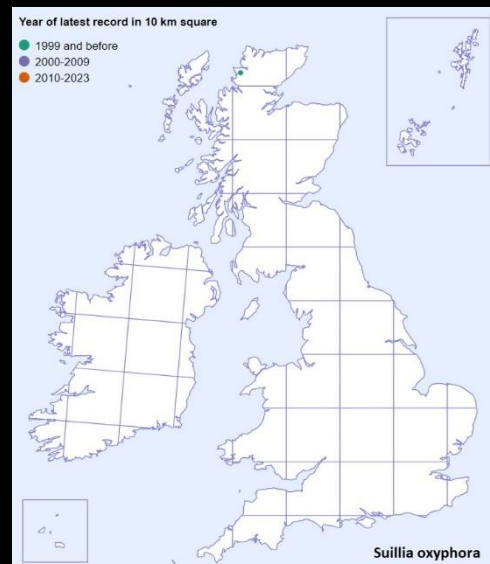 Year of latest record in 10 km square
1999 and before
2000-2009
2010-2023
Suillia oxyphora